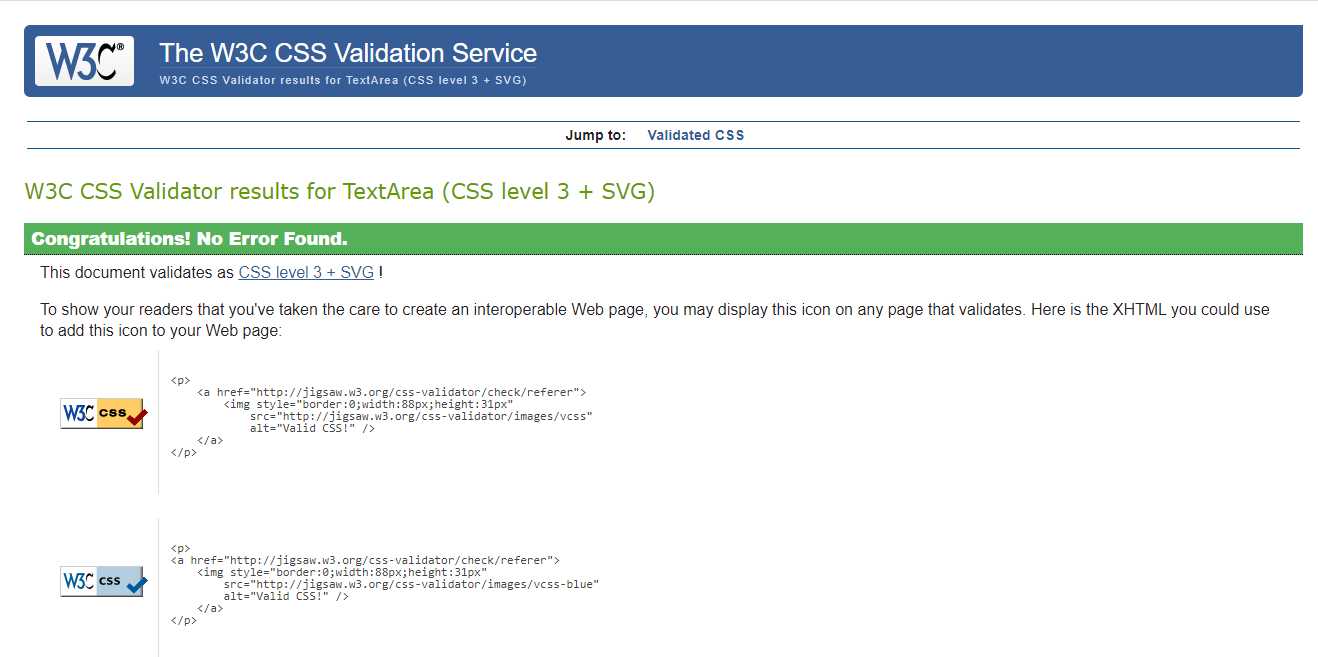 W3C®
The W3C CSS Validation Service
W3C CSS Validator results for TextArea (CSS level 3 + SVG)
Jump to: Validated CSS
W3C CSS Validator results for TextArea (CSS level 3 + SVG)
Congratulations! No Error Found.
This document validates as CSS level 3 + SVG !
To show your readers that you've taken the care to create an interoperable Web page, you may display this icon on any page that validates. Here is the XHTML you could use
to add this icon to your Web page:
W3C css
<p>
<a href="http://jigsaw.w3.org/css-validator/check/referer">
<img style="border:0;width:88px;height:31px"
src="http://jigsaw.w3.org/css-validator/images/vcss"
alt="Valid CSS!" />
</a>
</p>
W3C css
<p>
<a href="http://jigsaw.w3.org/css-validator/check/referer">
<img style="border:0;width:88px;height:31px"
src="http://jigsaw.w3.org/css-validator/images/vcss-blue"
alt="Valid CSS!" />
</a>
</p>